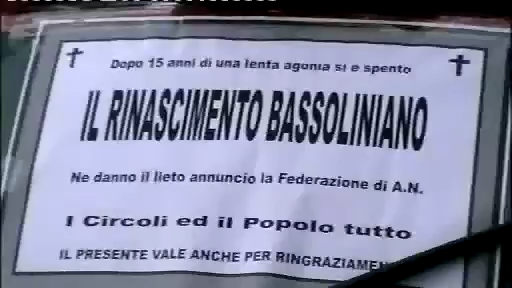 Dopo 15 anni di una lenta agonia si e spento
IL RINASCIMENTO BASSOLINIANO
Ne danno il lieto annuncio la Federazione di A.N.
I Circoli ed il Popolo tutto
IL PRESENTE VALE ANCHE PER